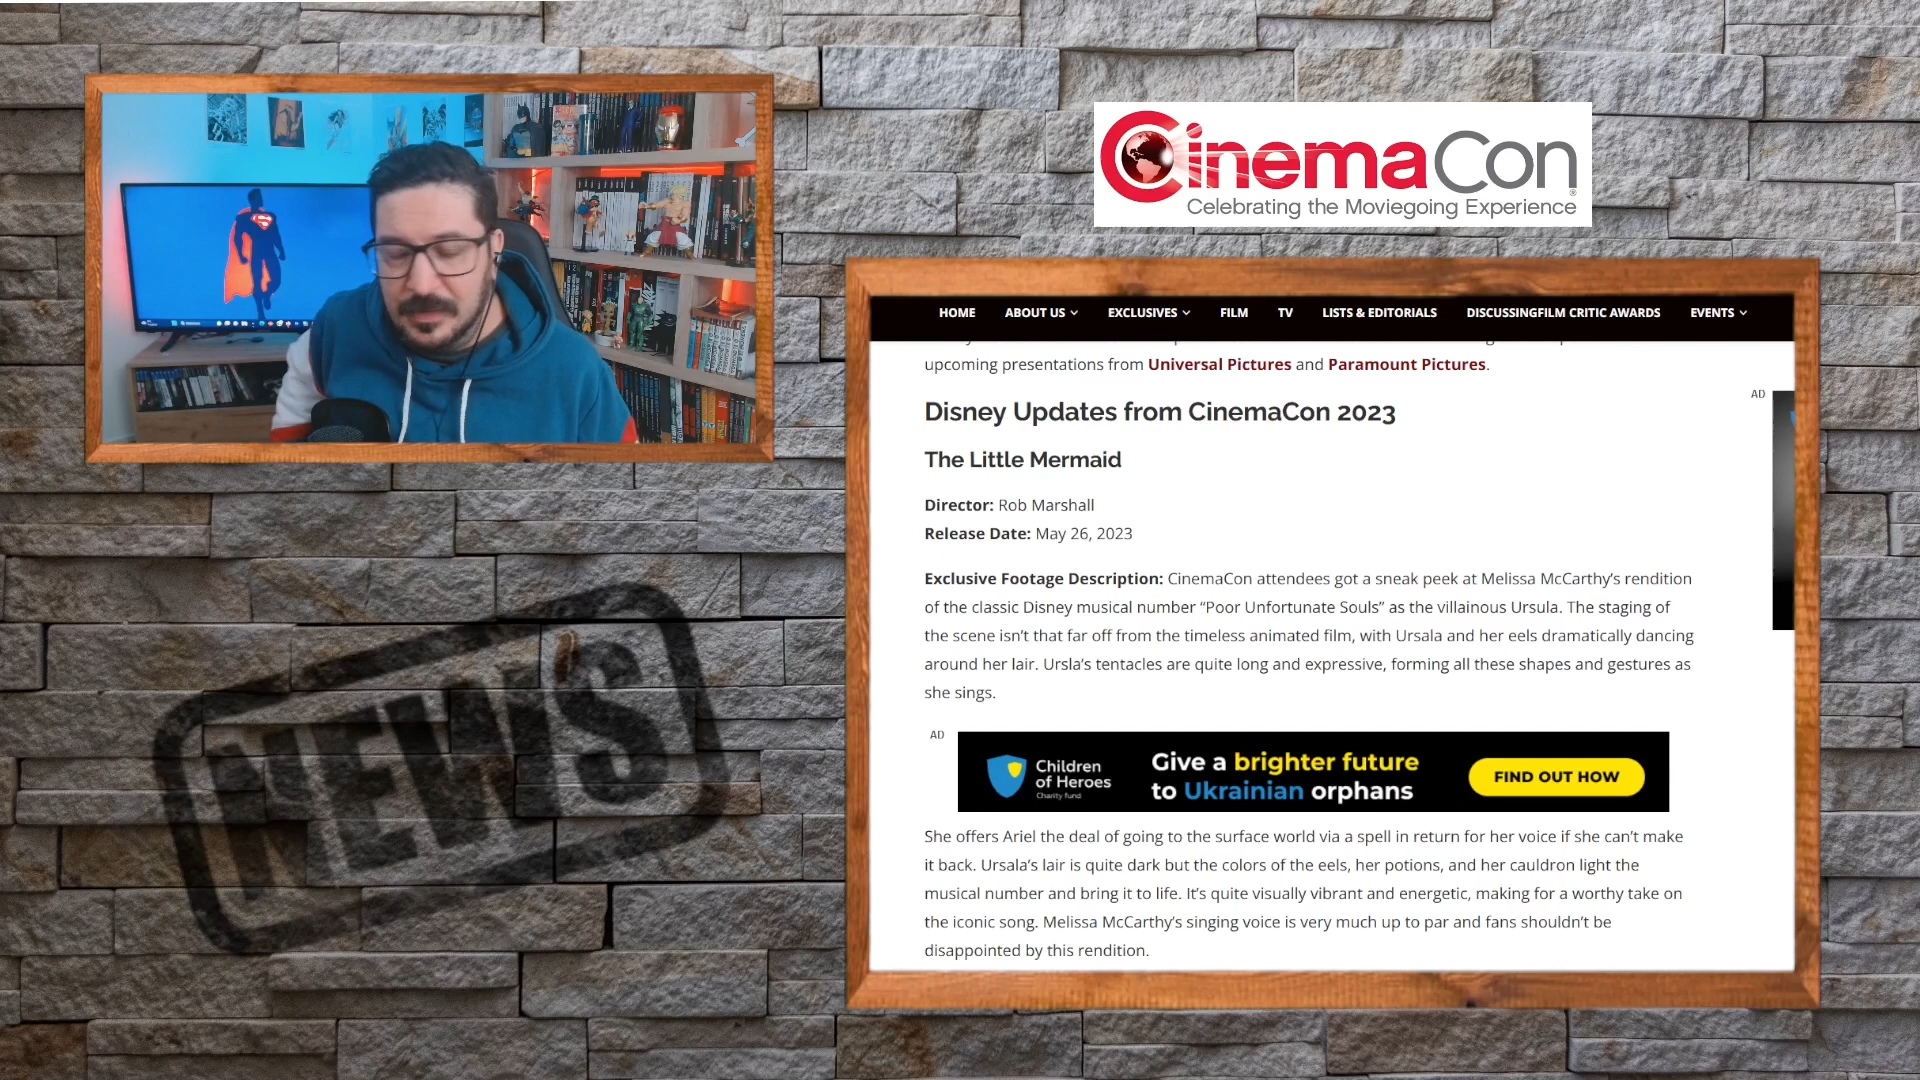 CinemaCon®
Celebrating the Moviegoing Experience
HOME ABOUT US EXCLUSIVES FILM TV LISTS & EDITORIALS DISCUSSINGFILM CRITIC AWARDS EVENTS
upcoming presentations from Universal Pictures and Paramount Pictures.
AD
Disney Updates from CinemaCon 2023
The Little Mermaid
Director: Rob Marshall
Release Date: May 26, 2023
Exclusive Footage Description: CinemaCon attendees got a sneak peek at Melissa McCarthy’s rendition
of the classic Disney musical number “Poor Unfortunate Souls” as the villainous Ursula. The staging of
the scene isn’t that far off from the timeless animated film, with Ursala and her eels dramatically dancing
around her lair. Ursla’s tentacles are quite long and expressive, forming all these shapes and gestures as
she sings.
AD
Children
of Heroes
Charity fund
Give a brighter future
to Ukrainian orphans
FIND OUT HOW
She offers Ariel the deal of going to the surface world via a spell in return for her voice if she can’t make
it back. Ursala’s lair is quite dark but the colors of the eels, her potions, and her cauldron light the
musical number and bring it to life. It’s quite visually vibrant and energetic, making for a worthy take on
the iconic song. Melissa McCarthy’s singing voice is very much up to par and fans shouldn’t be
disappointed by this rendition.
NEWS